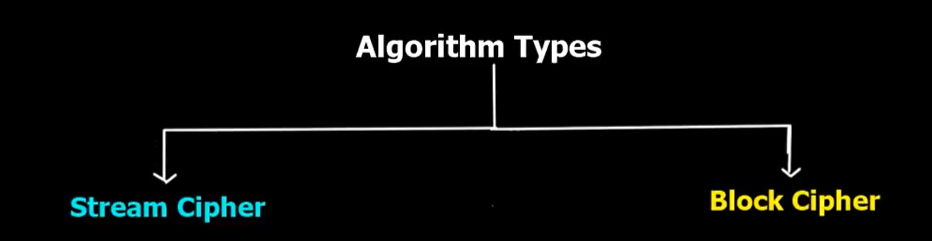 Algorithm Types
Stream Cipher
Block Cipher